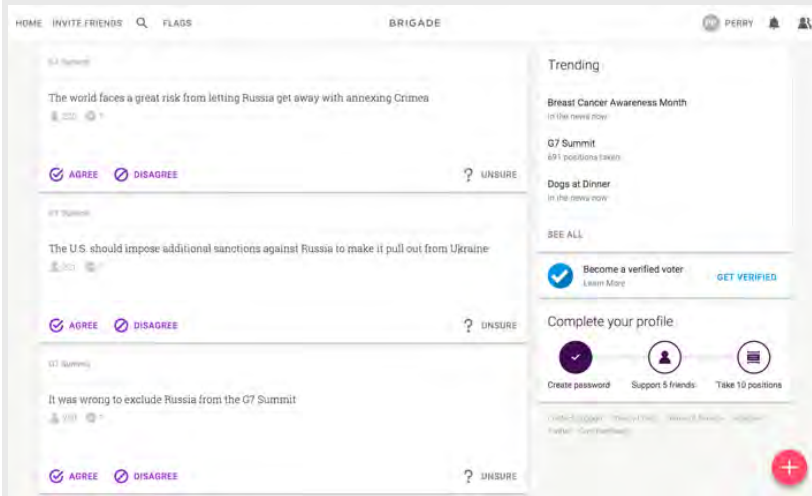 HOME INVITE FRIENDS FLAGS BRIGADE PERRY
G7 Summit
The world faces a great risk from letting Russia get away with annexing Crimea
AGREE DISAGREE ? UNSURE
G7 Summit
The U.S. should impose additional sanctions against Russia to make it pull out from Ukraine
AGREE DISAGREE ? UNSURE
G7 Summit
It was wrong to exclude Russia from the G7 Summit
AGREE DISAGREE ? UNSURE
Trending
Breast Cancer Awareness Month
in the news now
G7 Summit
691 positions taken
Dogs at Dinner
in the news now
SEE ALL
Become a verified voter
Learn More
GET VERIFIED
Complete your profile
Create password Support 5 friends Take 10 positions